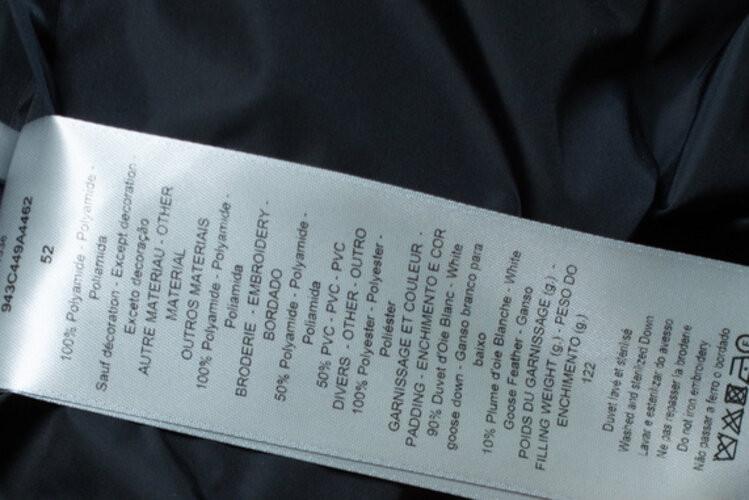 943C449A4462
52
100% Polyamide - Polyamide -
Poliamida
Sauf decoration - Except decoration -
Exceto decoração
AUTRE MATERIAU - OTHER
MATERIAL
OUTROS MATERIAIS
100% Polyamide - Polyamide -
Poliamida
BRODERIE - EMBROIDERY -
BORDADO
50% Polyamide - Polyamide -
Poliamida
50% PVC - PVC - PVC
DIVERS - OTHER - OUTRO
100% Polyester - Polyester -
Poliéster
GARNISSAGE ET COULEUR -
PADDING - ENCHIMENTO E COR
90% Duvet d'Oie Blanc - White
goose down - Ganso branco para
baixo
10% Plume d'oie Blanche - White
Goose Feather - Ganso
POIDS DU GARNISSAGE (g.) -
FILLING WEIGHT (g.) - PESO DO
ENCHIMENTO (g.)
122
Duvet lavé et stérilisé
Washed and sterilized Down
Lavar e esterilizar do avesso
Ne pas repasser la broderie
Do not iron embroidery
Não passar a ferro o bordado